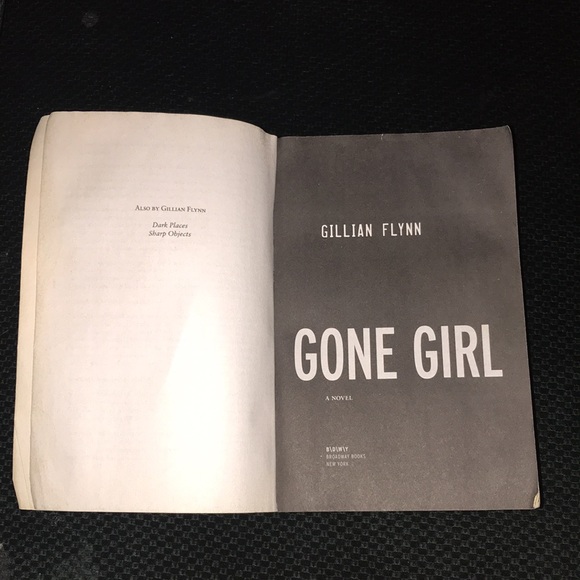 ALSO BY GILLIAN FLYNN
Dark Places
Sharp Objects
GILLIAN FLYNN
GONE GIRL
A NOVEL
B\D\W\Y
BROADWAY BOOKS
NEW YORK